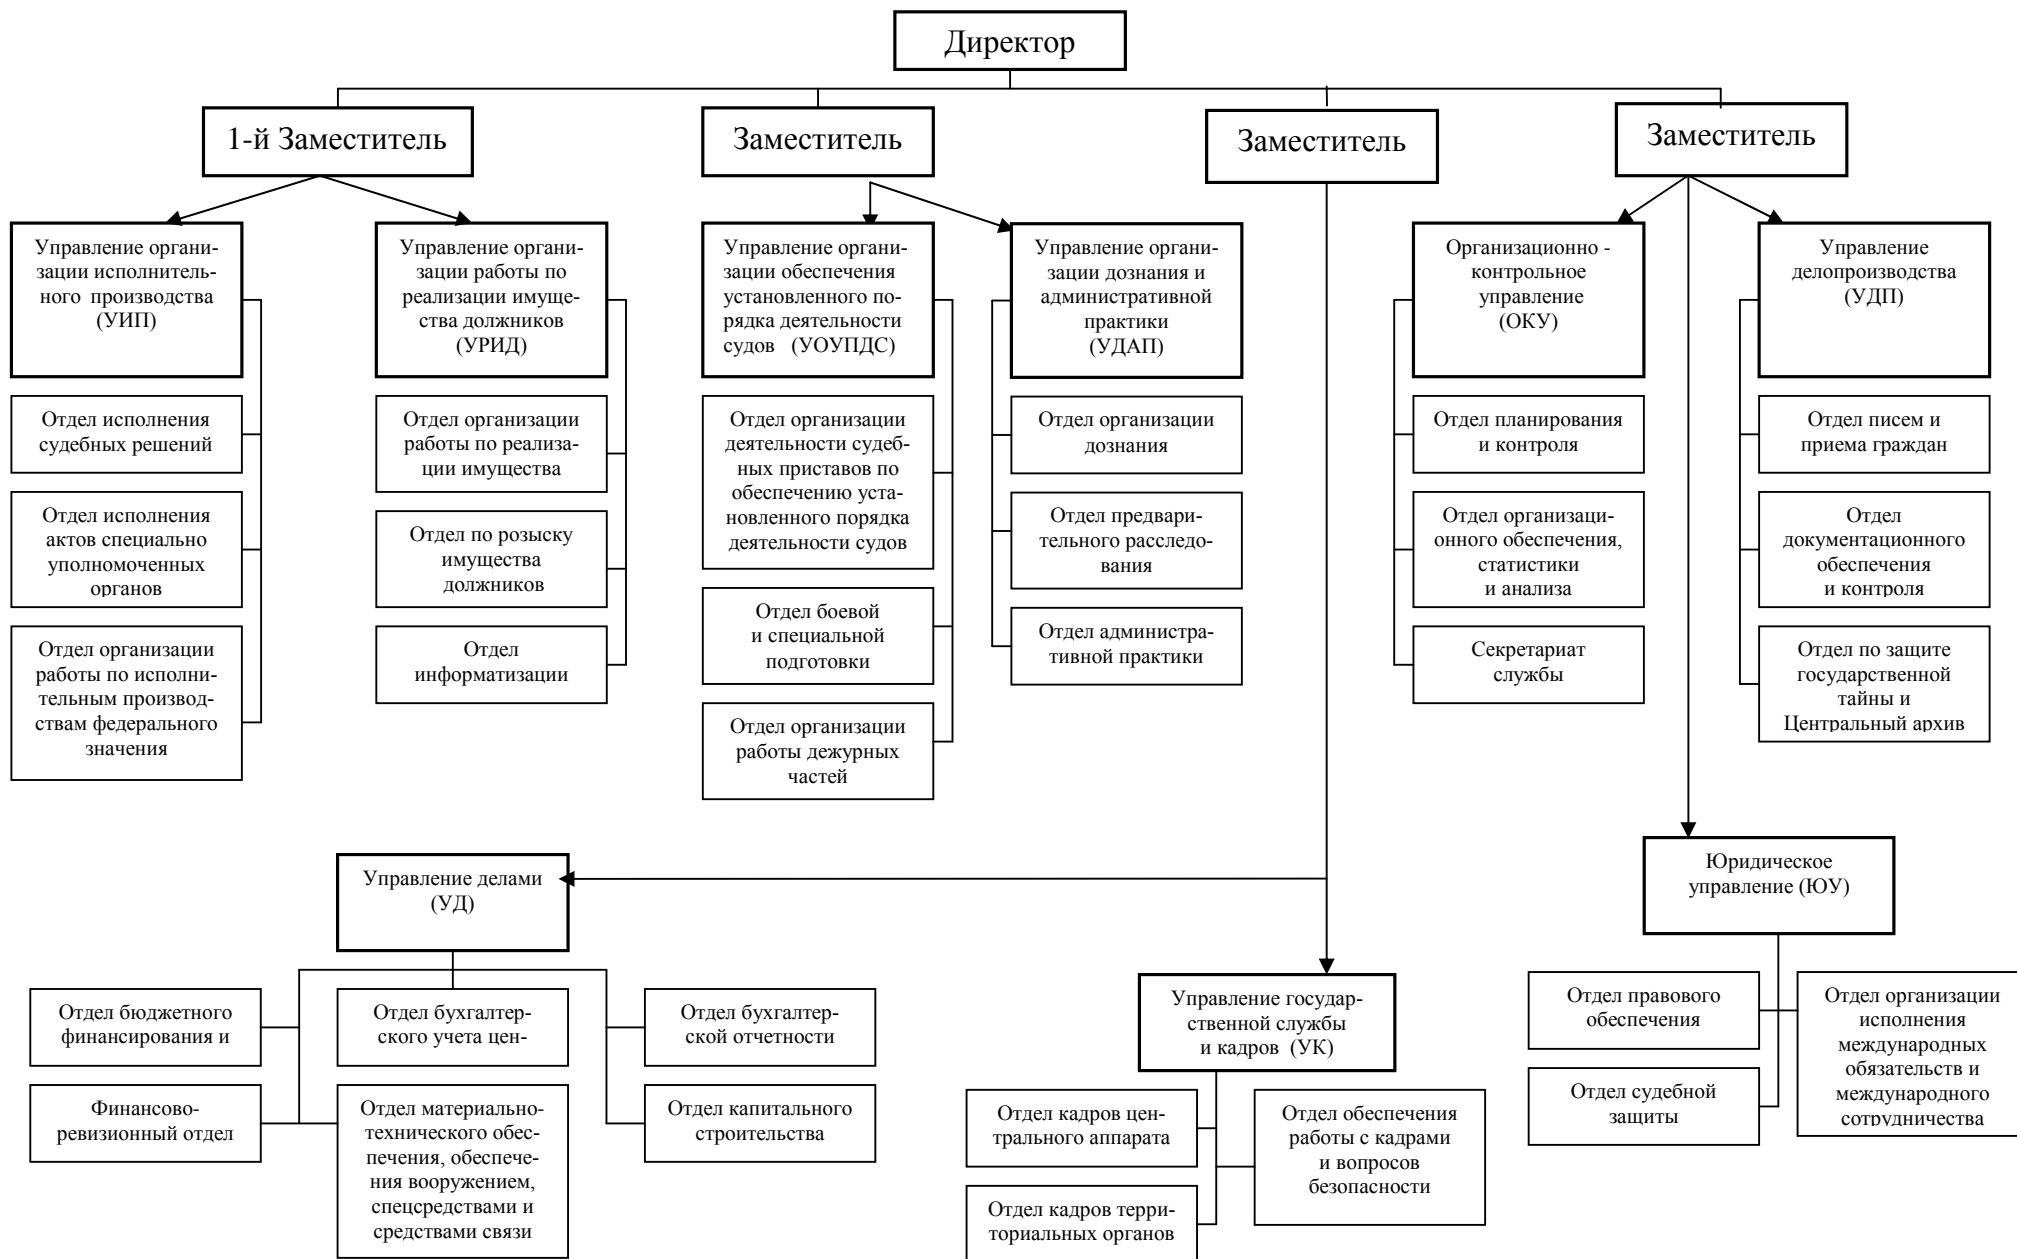 Директор
1-й Заместитель
Заместитель
Заместитель
Заместитель
Управление органи-
зации исполнитель-
ного производства
(УИП)
Управление органи-
зации работы по
реализации имуще-
ства должников
(УРИД)
Управление органи-
зации обеспечения
установленного по-
рядка деятельности
судов (УОУПДС)
Управление органи-
зации дознания и
административной
практики
(УДАП)
Организационно -
контрольное
управление
(ОКУ)
Управление
делопроизводства
(УДП)
Отдел исполнения
судебных решений
Отдел исполнения
актов специально
уполномоченных
органов
Отдел организации
работы по исполни-
тельным производ-
ствам федерального
значения
Отдел организации
работы по реализа-
ции имущества
Отдел по розыску
имущества
должников
Отдел
информатизации
Отдел организации
деятельности судеб-
ных приставов по
обеспечению уста-
новленного порядка
деятельности судов
Отдел боевой
и специальной
подготовки
Отдел организации
работы дежурных
частей
Отдел организации
дознания
Отдел предвари-
тельного расследо-
вания
Отдел администра-
тивной практики
Отдел планирования
и контроля
Отдел организаци-
онного обеспечения,
статистики
и анализа
Секретариат
службы
Отдел писем и
приема граждан
Отдел
документационного
обеспечения
и контроля
Отдел по защите
государственной
тайны и
Центральный архив
Управление делами
(УД)
Юридическое
управление (ЮУ)
Отдел бюджетного
финансирования и
Отдел бухгалтер-
ского учета цен-
Отдел бухгалтер-
ской отчетности
Финансово-
ревизионный отдел
Отдел материально-
технического обес-
печения, обеспече-
ния вооружением,
спецсредствами и
средствами связи
Отдел капитального
строительства
Управление государ-
ственной службы
и кадров (УК)
Отдел кадров цен-
трального аппарата
Отдел кадров терри-
ториальных органов
Отдел обеспечения
работы с кадрами
и вопросов
безопасности
Отдел правового
обеспечения
Отдел судебной
защиты
Отдел организации
исполнения
международных
обязательств и
международного
сотрудничества